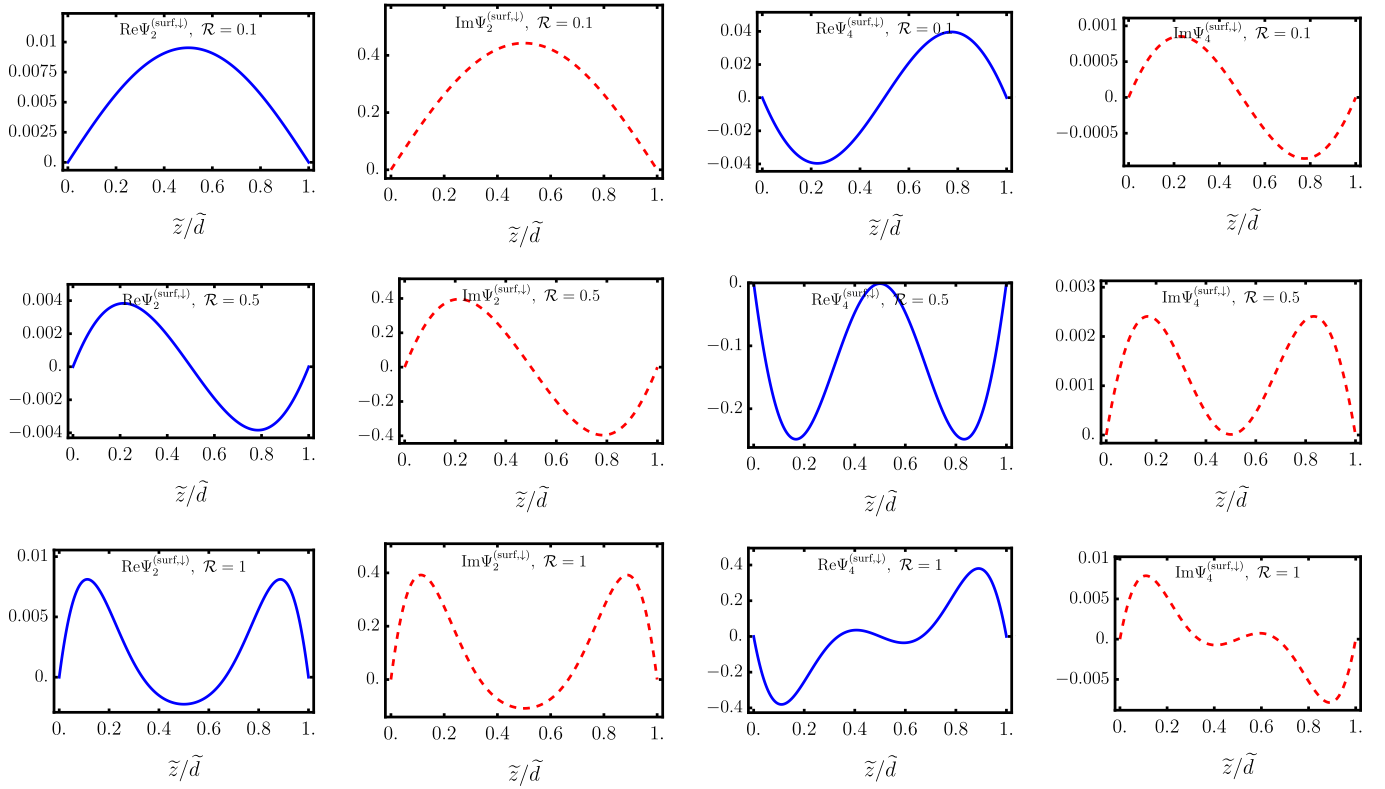 ReΨ₂^(surf,↓), ℛ = 0.1
0.01
0.0075
0.005
0.0025
0.
0. 0.2 0.4 0.6 0.8 1.
z̃/d̃
ImΨ₂^(surf,↓), ℛ = 0.1
0.4
0.2
0.
0. 0.2 0.4 0.6 0.8 1.
z̃/d̃
ReΨ₄^(surf,↓), ℛ = 0.1
0.04
0.02
0.
−0.02
−0.04
0. 0.2 0.4 0.6 0.8 1.
z̃/d̃
ImΨ₄^(surf,↓), ℛ = 0.1
0.001
0.0005
0.
−0.0005
0. 0.2 0.4 0.6 0.8 1.
z̃/d̃
ReΨ₂^(surf,↓), ℛ = 0.5
0.004
0.002
0.
−0.002
−0.004
0. 0.2 0.4 0.6 0.8 1.
z̃/d̃
ImΨ₂^(surf,↓), ℛ = 0.5
0.4
0.2
0.
−0.2
−0.4
0. 0.2 0.4 0.6 0.8 1.
z̃/d̃
ReΨ₄^(surf,↓), ℛ = 0.5
0.
−0.1
−0.2
0. 0.2 0.4 0.6 0.8 1.
z̃/d̃
ImΨ₄^(surf,↓), ℛ = 0.5
0.003
0.002
0.001
0.
0. 0.2 0.4 0.6 0.8 1.
z̃/d̃
ReΨ₂^(surf,↓), ℛ = 1
0.01
0.005
0.
0. 0.2 0.4 0.6 0.8 1.
z̃/d̃
ImΨ₂^(surf,↓), ℛ = 1
0.4
0.2
0.
0. 0.2 0.4 0.6 0.8 1.
z̃/d̃
ReΨ₄^(surf,↓), ℛ = 1
0.4
0.2
0.
−0.2
−0.4
0. 0.2 0.4 0.6 0.8 1.
z̃/d̃
ImΨ₄^(surf,↓), ℛ = 1
0.01
0.005
0.
−0.005
0. 0.2 0.4 0.6 0.8 1.
z̃/d̃